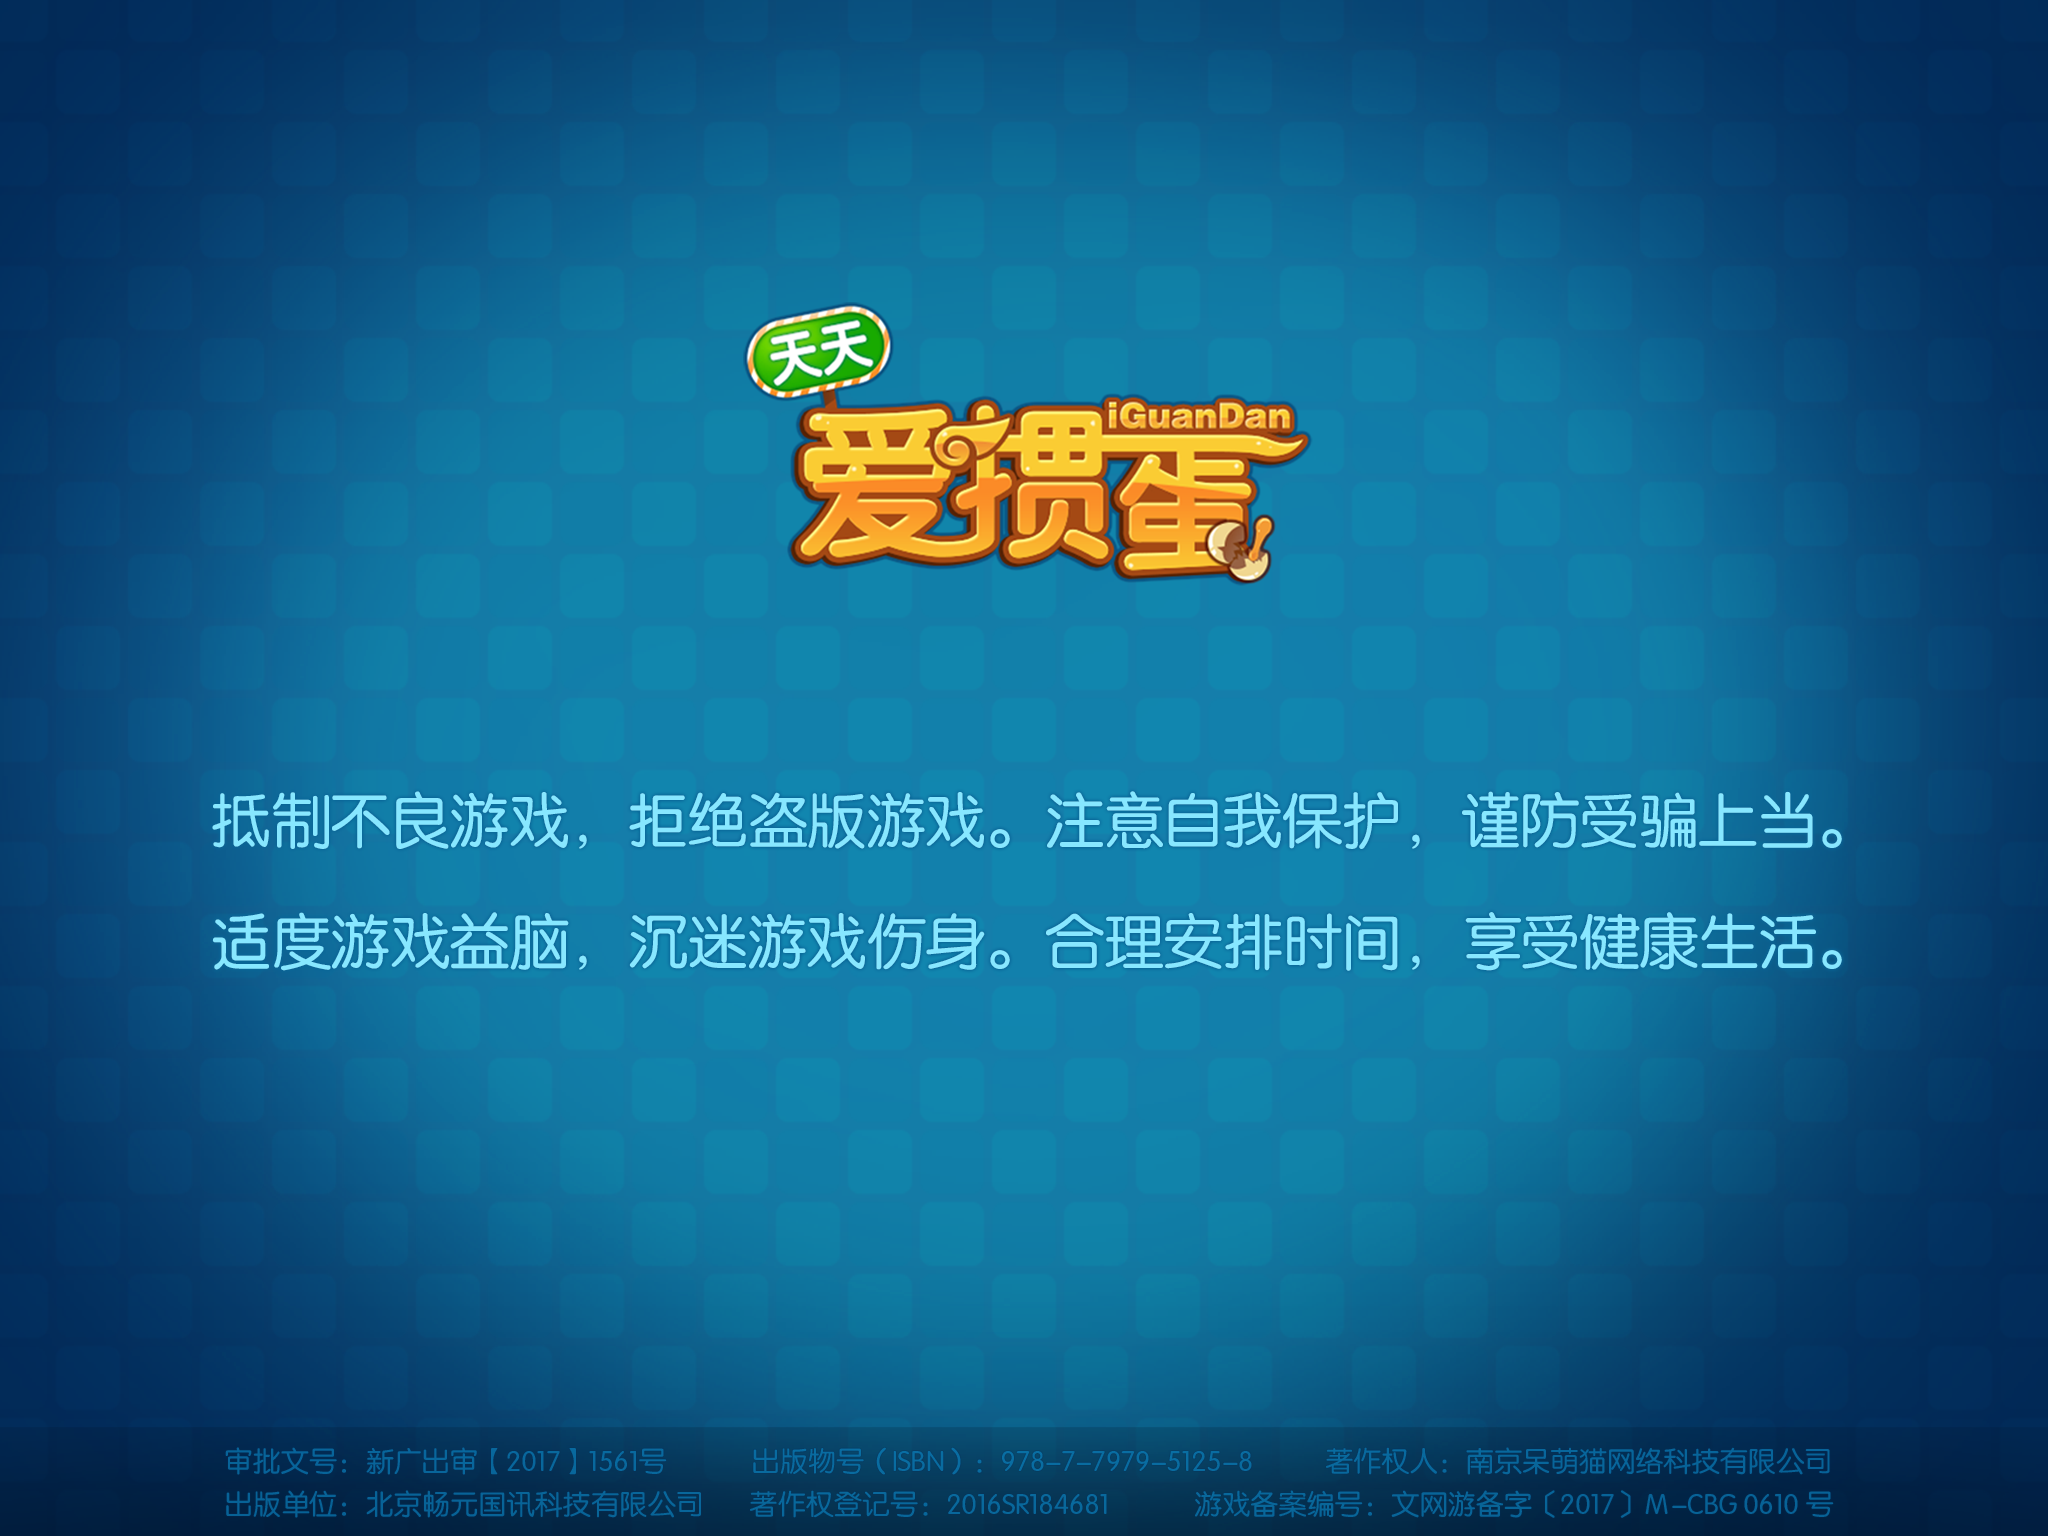 天天
爱掼蛋
iGuanDan
抵制不良游戏，拒绝盗版游戏。注意自我保护，谨防受骗上当。
适度游戏益脑，沉迷游戏伤身。合理安排时间，享受健康生活。
审批文号：新广出审【2017】1561号 出版物号（ISBN）：978-7-7979-5125-8 著作权人：南京呆萌猫网络科技有限公司
出版单位：北京畅元国讯科技有限公司 著作权登记号：2016SR184681 游戏备案编号：文网游备字〔2017〕M-CBG 0610 号